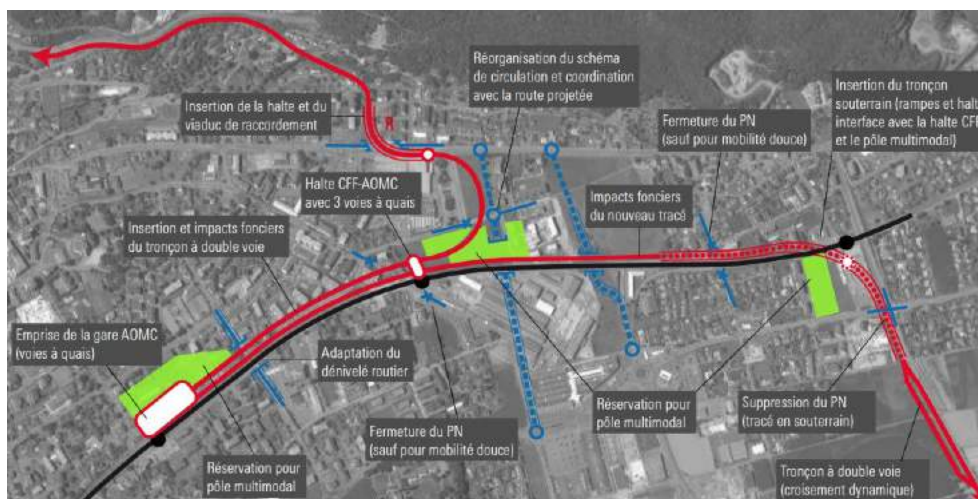 Réorganisation du schéma
de circulation et coordination
avec la route projetée
Insertion du tronçon
souterrain (rampes et halt
interface avec la halte CFF
et le pôle multimodal)
Insertion de la halte et du
viaduc de raccordement
Fermeture du PN
(sauf pour mobilité douce)
Halte CFF-AOMC
avec 3 voies à quais
Impacts fonciers
du nouveau tracé
Insertion et impacts fonciers
du tronçon à double voie
Emprise de la gare AOMC
(voies à quais)
Adaptation du
dénivelé routier
Réservation pour
pôle multimodal
Suppression du PN
(tracé en souterrain)
Fermeture du PN
(sauf pour mobilité douce)
Réservation pour
pôle multimodal
Tronçon à double voie
(croisement dynamique)